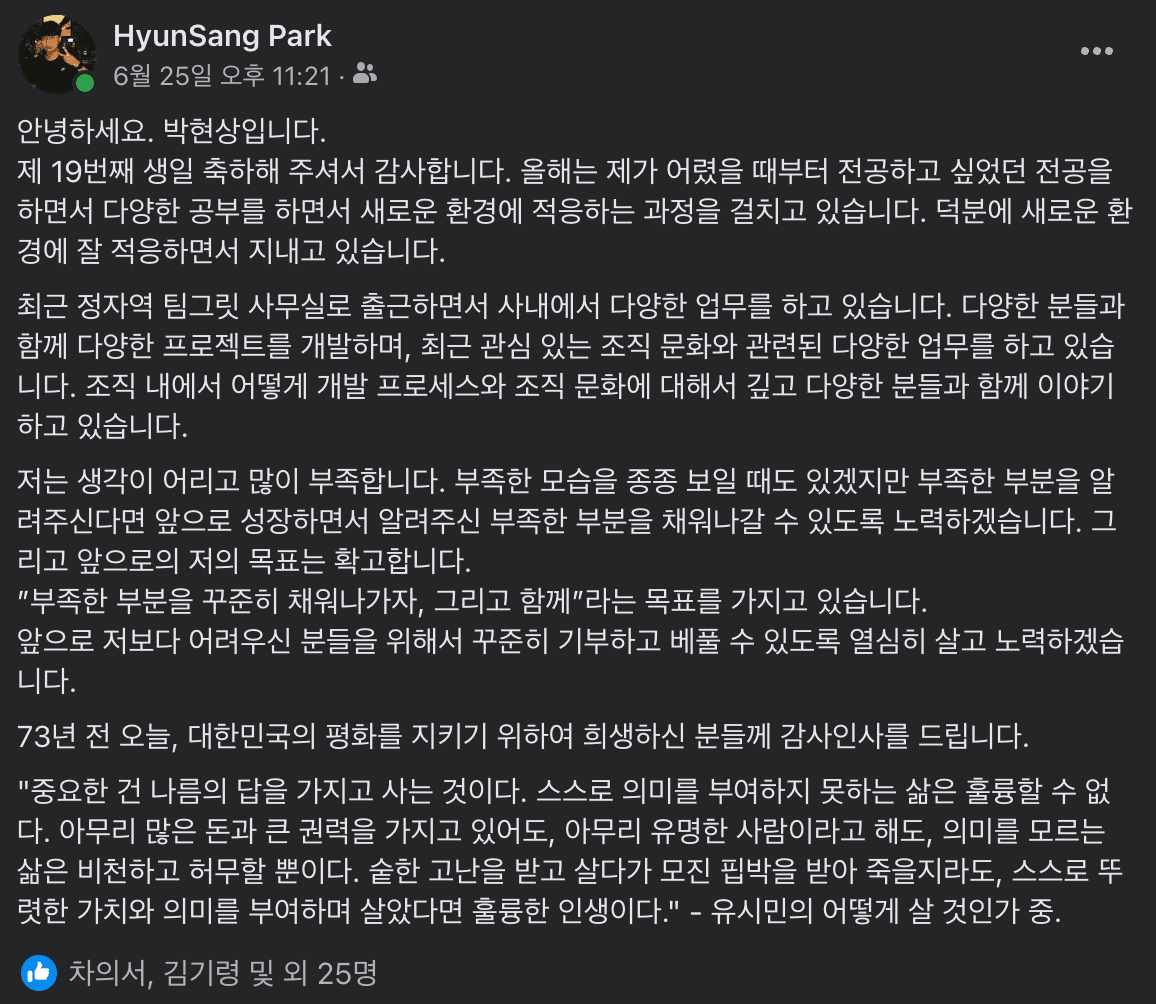 HyunSang Park
6월 25일 오후 11:21 ·
안녕하세요. 박현상입니다.
제 19번째 생일 축하해 주셔서 감사합니다. 올해는 제가 어렸을 때부터 전공하고 싶었던 전공을
하면서 다양한 공부를 하면서 새로운 환경에 적응하는 과정을 걸치고 있습니다. 덕분에 새로운 환
경에 잘 적응하면서 지내고 있습니다.
최근 정자역 팀그릿 사무실로 출근하면서 사내에서 다양한 업무를 하고 있습니다. 다양한 분들과
함께 다양한 프로젝트를 개발하며, 최근 관심 있는 조직 문화와 관련된 다양한 업무를 하고 있습
니다. 조직 내에서 어떻게 개발 프로세스와 조직 문화에 대해서 깊고 다양한 분들과 함께 이야기
하고 있습니다.
저는 생각이 어리고 많이 부족합니다. 부족한 모습을 종종 보일 때도 있겠지만 부족한 부분을 알
려주신다면 앞으로 성장하면서 알려주신 부족한 부분을 채워나갈 수 있도록 노력하겠습니다. 그
리고 앞으로의 저의 목표는 확고합니다.
”부족한 부분을 꾸준히 채워나가자, 그리고 함께”라는 목표를 가지고 있습니다.
앞으로 저보다 어려우신 분들을 위해서 꾸준히 기부하고 베풀 수 있도록 열심히 살고 노력하겠습
니다.
73년 전 오늘, 대한민국의 평화를 지키기 위하여 희생하신 분들께 감사인사를 드립니다.
"중요한 건 나름의 답을 가지고 사는 것이다. 스스로 의미를 부여하지 못하는 삶은 훌륭할 수 없
다. 아무리 많은 돈과 큰 권력을 가지고 있어도, 아무리 유명한 사람이라고 해도, 의미를 모르는
삶은 비천하고 허무할 뿐이다. 숱한 고난을 받고 살다가 모진 핍박을 받아 죽을지라도, 스스로 뚜
렷한 가치와 의미를 부여하며 살았다면 훌륭한 인생이다." - 유시민의 어떻게 살 것인가 중.
차의서, 김기령 및 외 25명